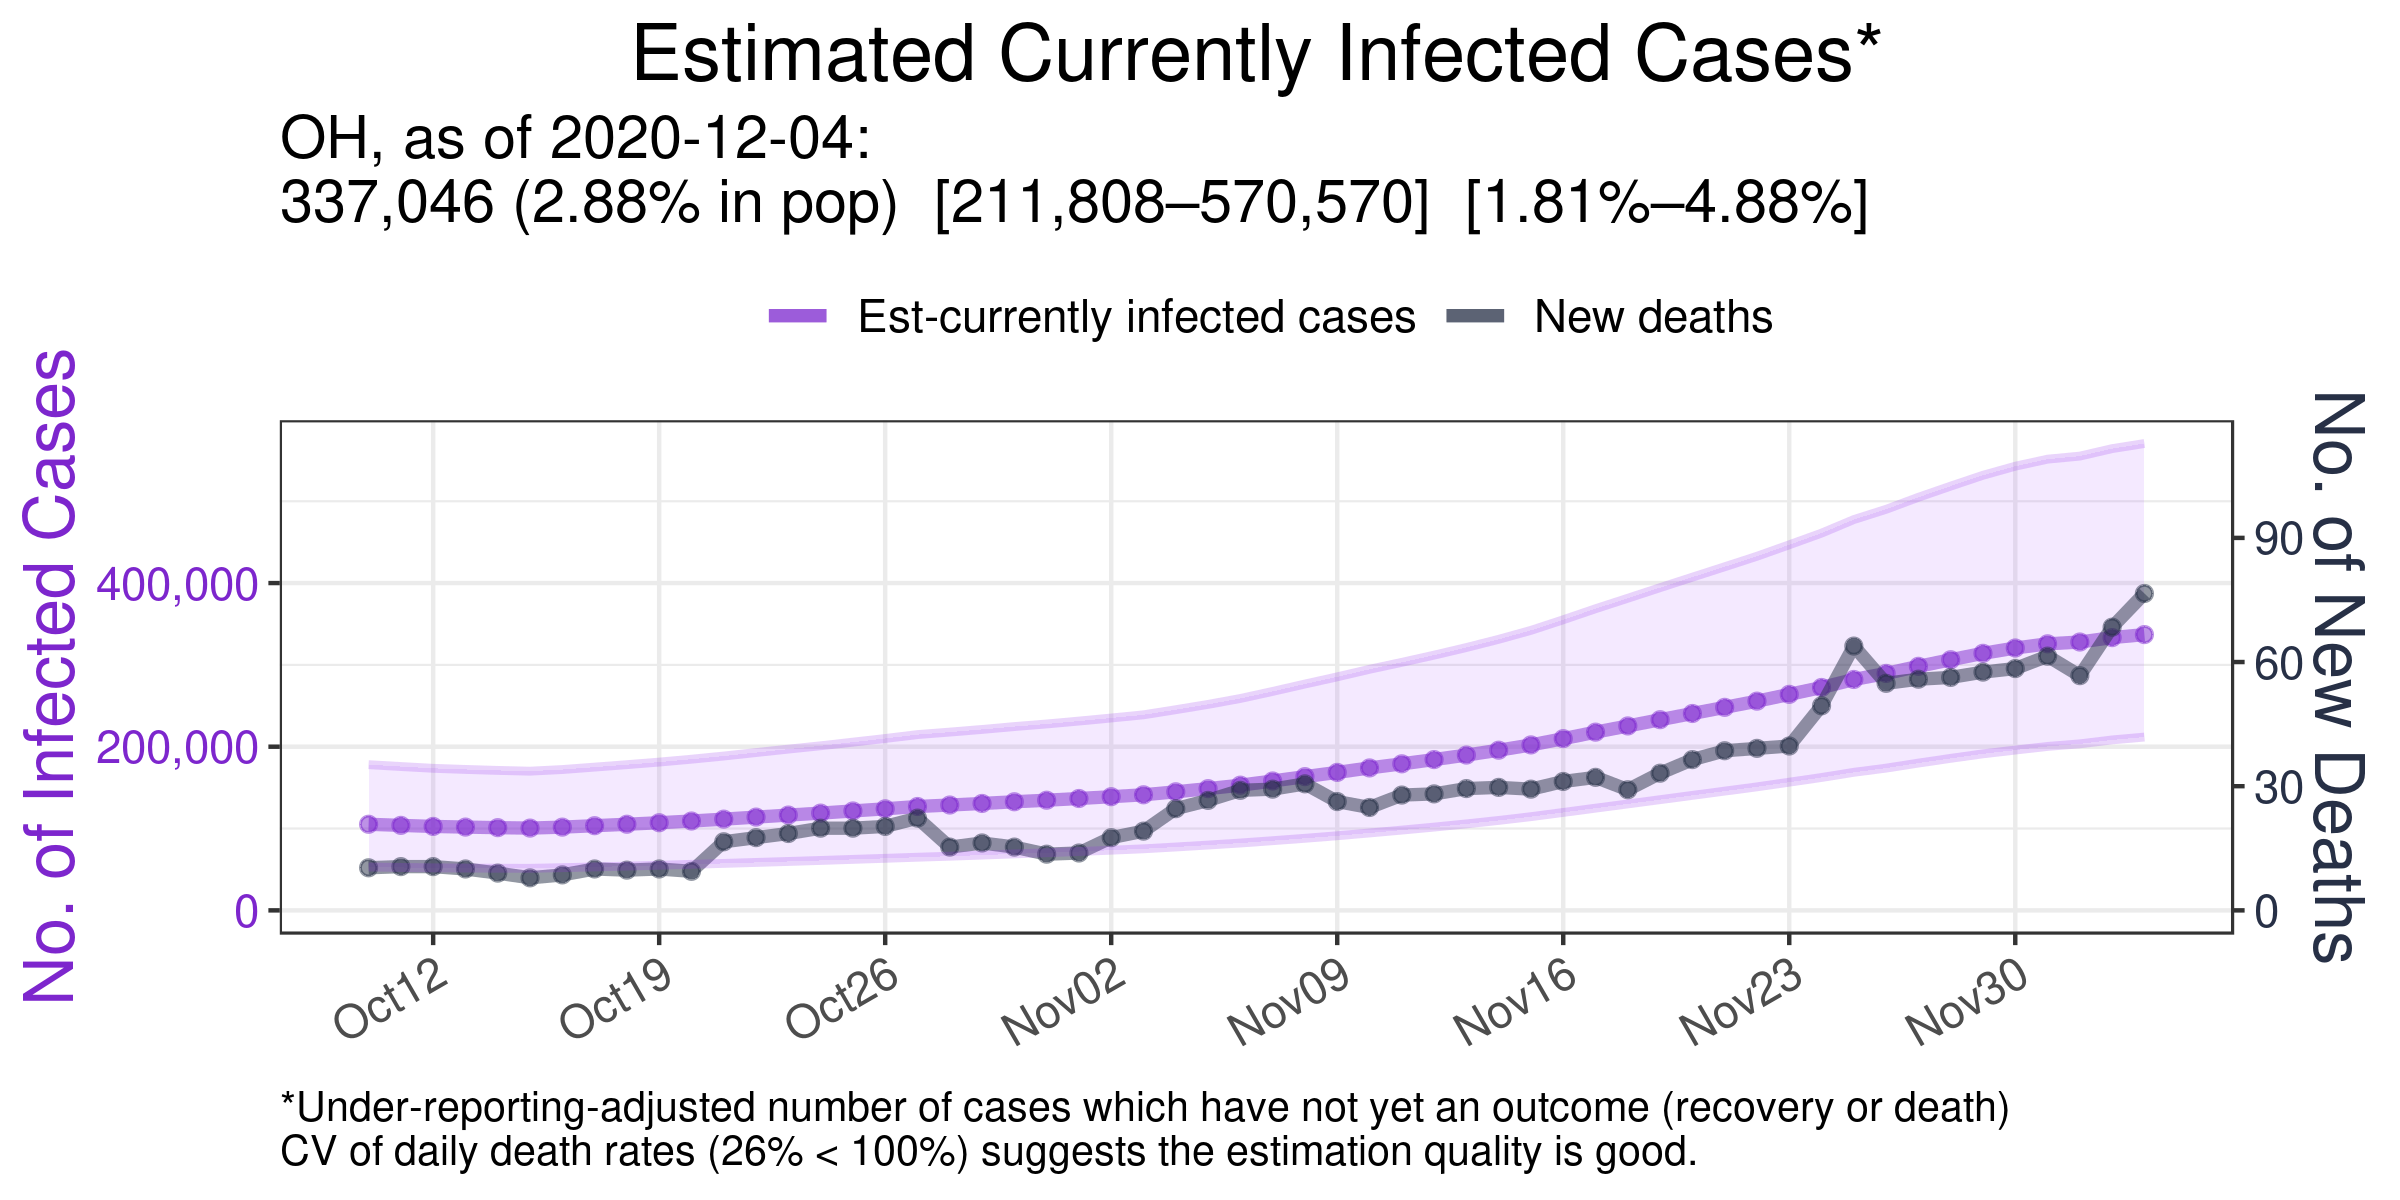 Estimated Currently Infected Cases*
OH, as of 2020-12-04:
337,046 (2.88% in pop)  [211,808–570,570]  [1.81%–4.88%]
Est-currently infected cases
New deaths
No. of Infected Cases
400,000
200,000
0
90
60
30
0
No. of New Deaths
Oct12
Oct19
Oct26
Nov02
Nov09
Nov16
Nov23
Nov30
*Under-reporting-adjusted number of cases which have not yet an outcome (recovery or death)
CV of daily death rates (26% < 100%) suggests the estimation quality is good.